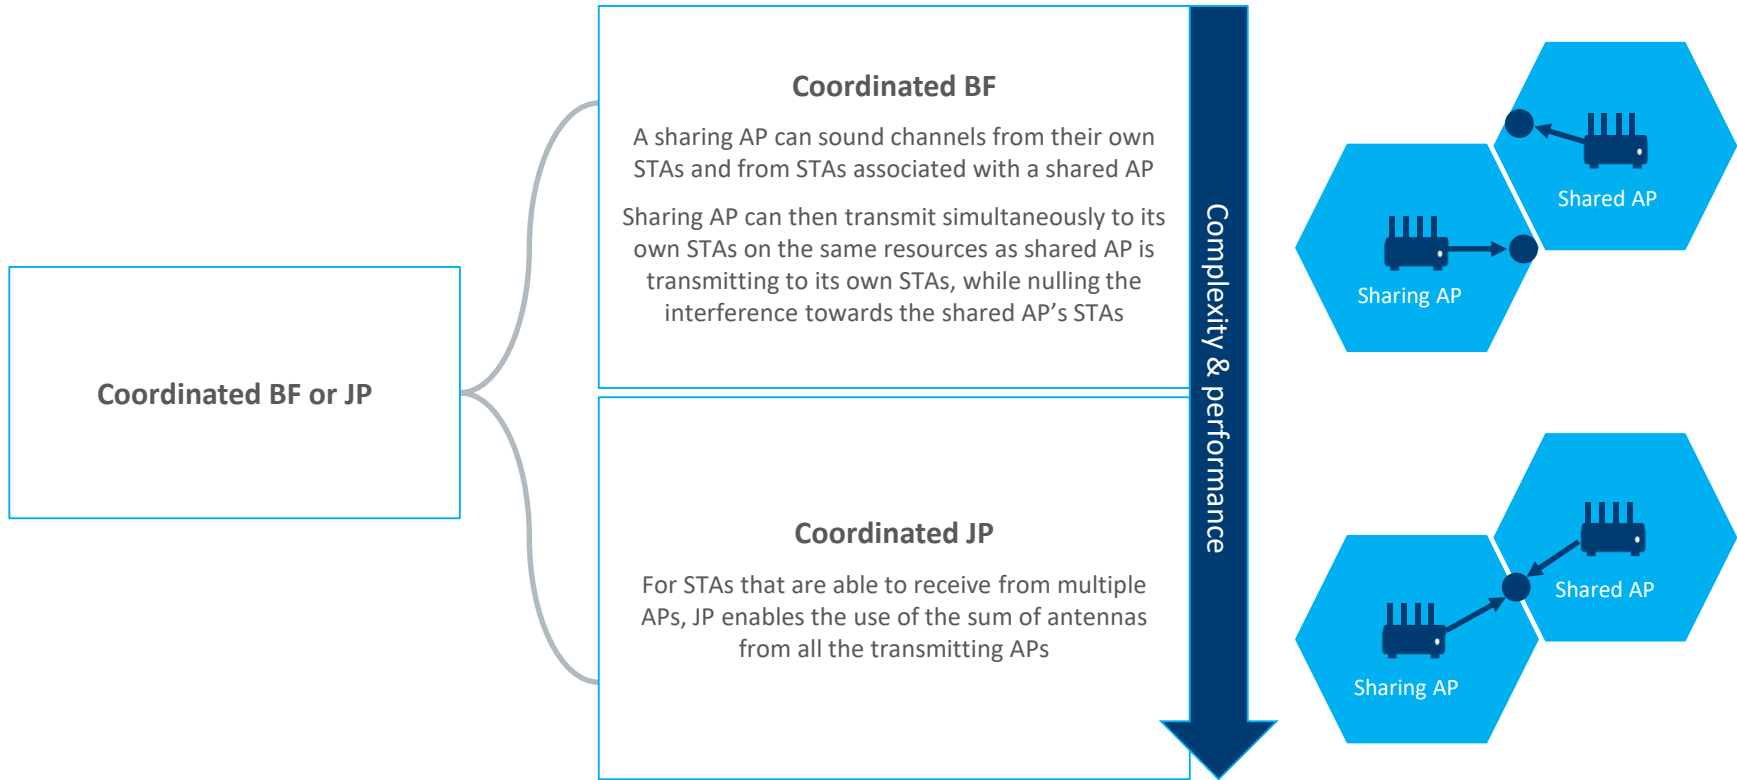 Coordinated BF or JP
Coordinated BF
A sharing AP can sound channels from their own
STAs and from STAs associated with a shared AP
Sharing AP can then transmit simultaneously to its
own STAs on the same resources as shared AP is
transmitting to its own STAs, while nulling the
interference towards the shared AP’s STAs
Coordinated JP
For STAs that are able to receive from multiple
APs, JP enables the use of the sum of antennas
from all the transmitting APs
Complexity & performance
Shared AP
Sharing AP
Shared AP
Sharing AP